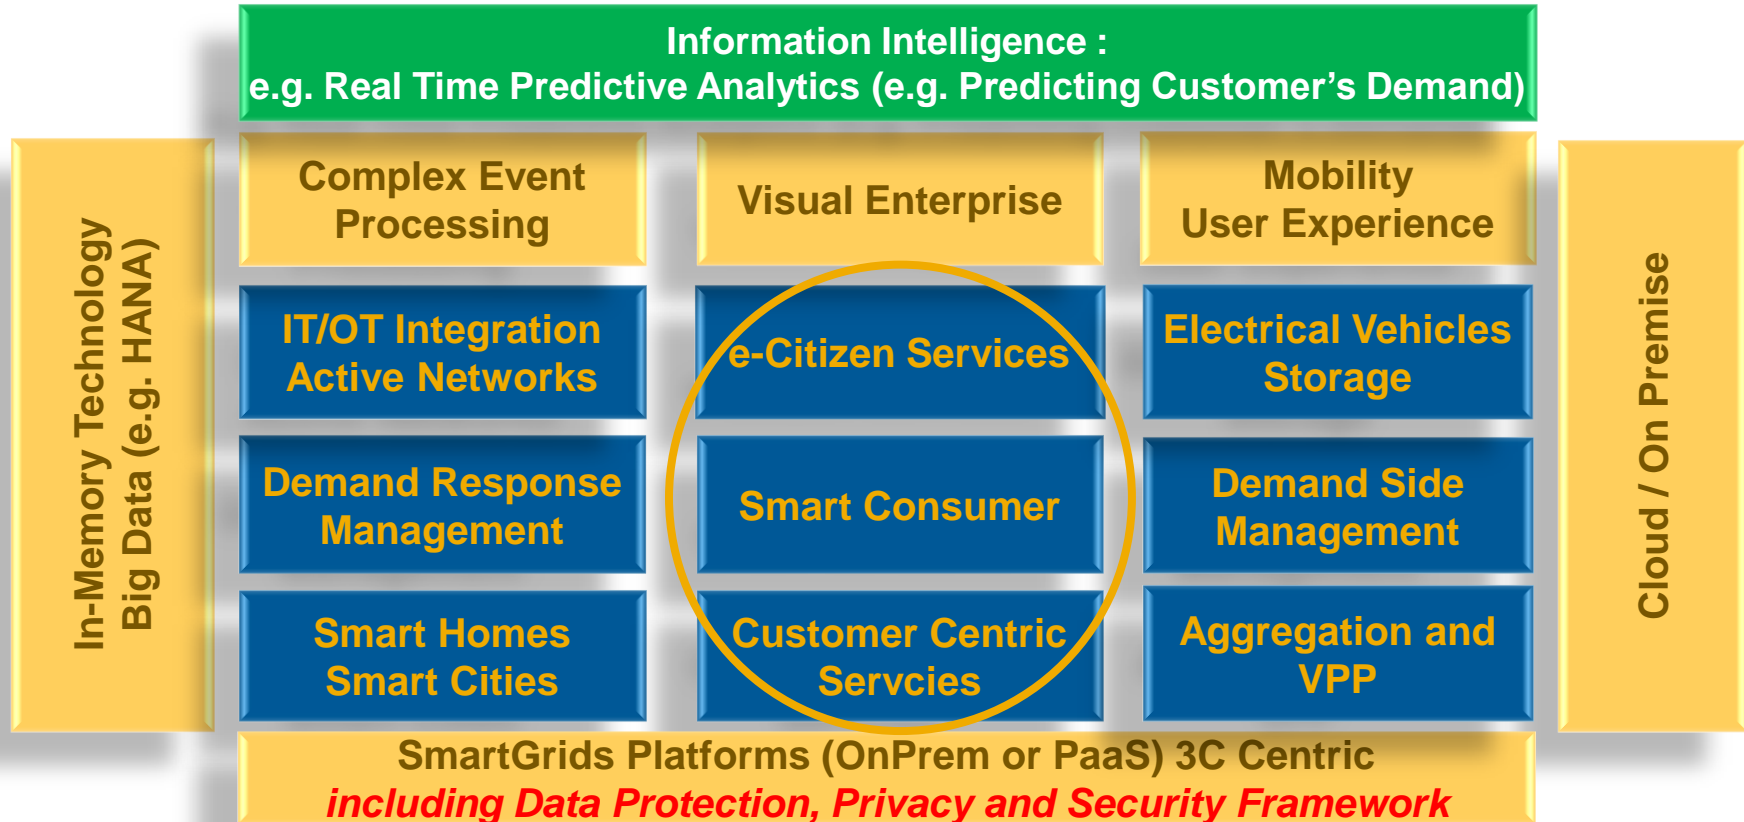 Information Intelligence :
e.g. Real Time Predictive Analytics (e.g. Predicting Customer’s Demand)
In-Memory Technology
Big Data (e.g. HANA)
Complex Event
Processing
Visual Enterprise
Mobility
User Experience
IT/OT Integration
Active Networks
e-Citizen Services
Electrical Vehicles
Storage
Demand Response
Management
Smart Consumer
Demand Side
Management
Smart Homes
Smart Cities
Customer Centric
Servcies
Aggregation and
VPP
Cloud / On Premise
SmartGrids Platforms (OnPrem or PaaS) 3C Centric
including Data Protection, Privacy and Security Framework